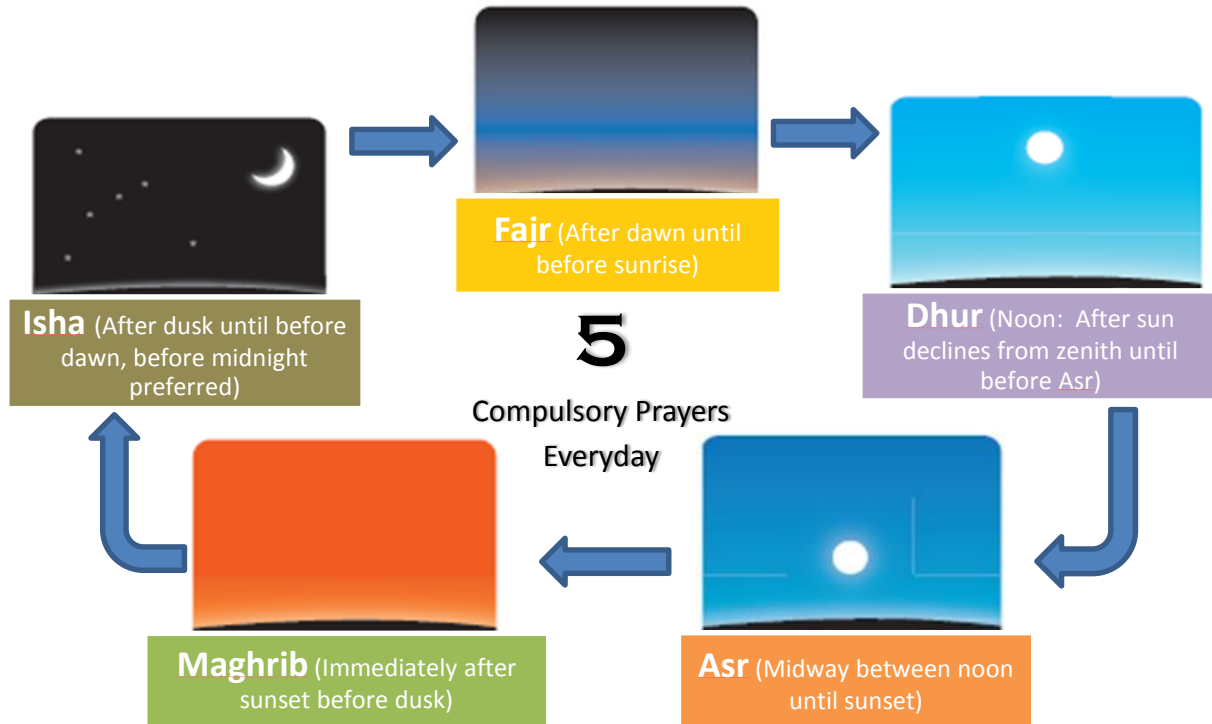 Fajr (After dawn until
before sunrise)
Dhur (Noon:  After sun
declines from zenith until
before Asr)
Asr (Midway between noon
until sunset)
Maghrib (Immediately after
sunset before dusk)
Isha (After dusk until before
dawn, before midnight
preferred)
5
Compulsory Prayers
Everyday